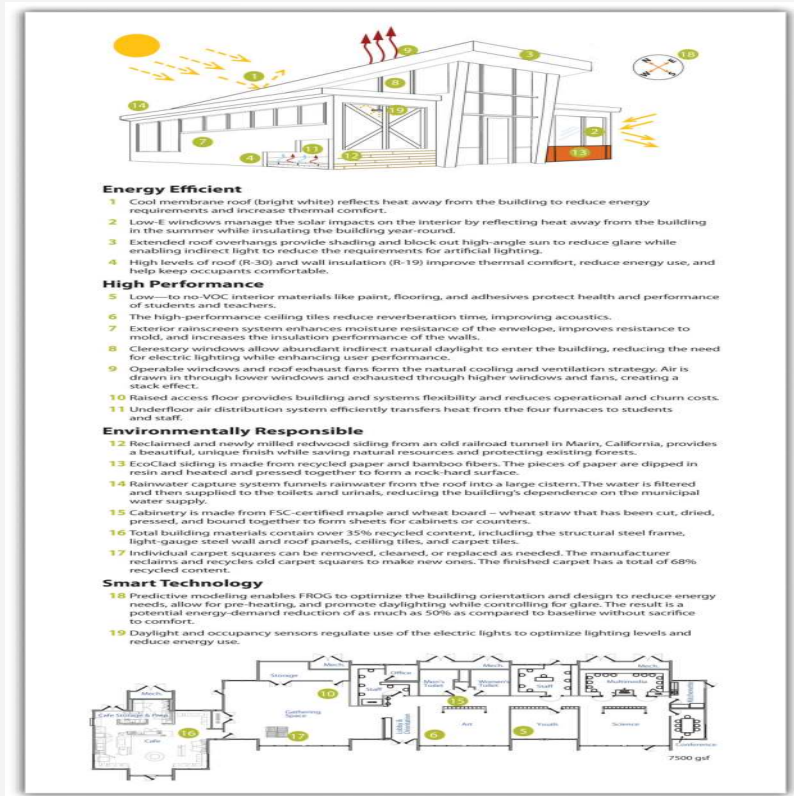 9
3
18
N
E
W
S
1
8
14
19
2
7
11
4
12
13
Energy Efficient
1 Cool membrane roof (bright white) reflects heat away from the building to reduce energy
requirements and increase thermal comfort.
2 Low-E windows manage the solar impacts on the interior by reflecting heat away from the building
in the summer while insulating the building year-round.
3 Extended roof overhangs provide shading and block out high-angle sun to reduce glare while
enabling indirect light to reduce the requirements for artificial lighting.
4 High levels of roof (R-30) and wall insulation (R-19) improve thermal comfort, reduce energy use, and
help keep occupants comfortable.
High Performance
5 Low—to no-VOC interior materials like paint, flooring, and adhesives protect health and performance
of students and teachers.
6 The high-performance ceiling tiles reduce reverberation time, improving acoustics.
7 Exterior rainscreen system enhances moisture resistance of the envelope, improves resistance to
mold, and increases the insulation performance of the walls.
8 Clerestory windows allow abundant indirect natural daylight to enter the building, reducing the need
for electric lighting while enhancing user performance.
9 Operable windows and roof exhaust fans form the natural cooling and ventilation strategy. Air is
drawn in through lower windows and exhausted through higher windows and fans, creating a
stack effect.
10 Raised access floor provides building and systems flexibility and reduces operational and churn costs.
11 Underfloor air distribution system efficiently transfers heat from the four furnaces to students
and staff.
Environmentally Responsible
12 Reclaimed and newly milled redwood siding from an old railroad tunnel in Marin, California, provides
a beautiful, unique finish while saving natural resources and protecting existing forests.
13 EcoClad siding is made from recycled paper and bamboo fibers. The pieces of paper are dipped in
resin and heated and pressed together to form a rock-hard surface.
14 Rainwater capture system funnels rainwater from the roof into a large cistern. The water is filtered
and then supplied to the toilets and urinals, reducing the building's dependence on the municipal
water supply.
15 Cabinetry is made from FSC-certified maple and wheat board – wheat straw that has been cut, dried,
pressed, and bound together to form sheets for cabinets or counters.
16 Total building materials contain over 35% recycled content, including the structural steel frame,
light-gauge steel wall and roof panels, ceiling tiles, and carpet tiles.
17 Individual carpet squares can be removed, cleaned, or replaced as needed. The manufacturer
reclaims and recycles old carpet squares to make new ones. The finished carpet has a total of 68%
recycled content.
Smart Technology
18 Predictive modeling enables FROG to optimize the building orientation and design to reduce energy
needs, allow for pre-heating, and promote daylighting while controlling for glare. The result is a
potential energy-demand reduction of as much as 50% as compared to baseline without sacrifice
to comfort.
19 Daylight and occupancy sensors regulate use of the electric lights to optimize lighting levels and
reduce energy use.
Mech.
Mech.
Mech.
Storage
Office
Men's
Toilet
Women's
Toilet
Staff
Staff
Multimedia
Mech.
10
15
Kitchenette
Cafe Storage & Prep
Gathering
Space
17
16
Cafe
Lobby &
Orientation
6
Art
5
Youth
Science
Conference
7500 gsf